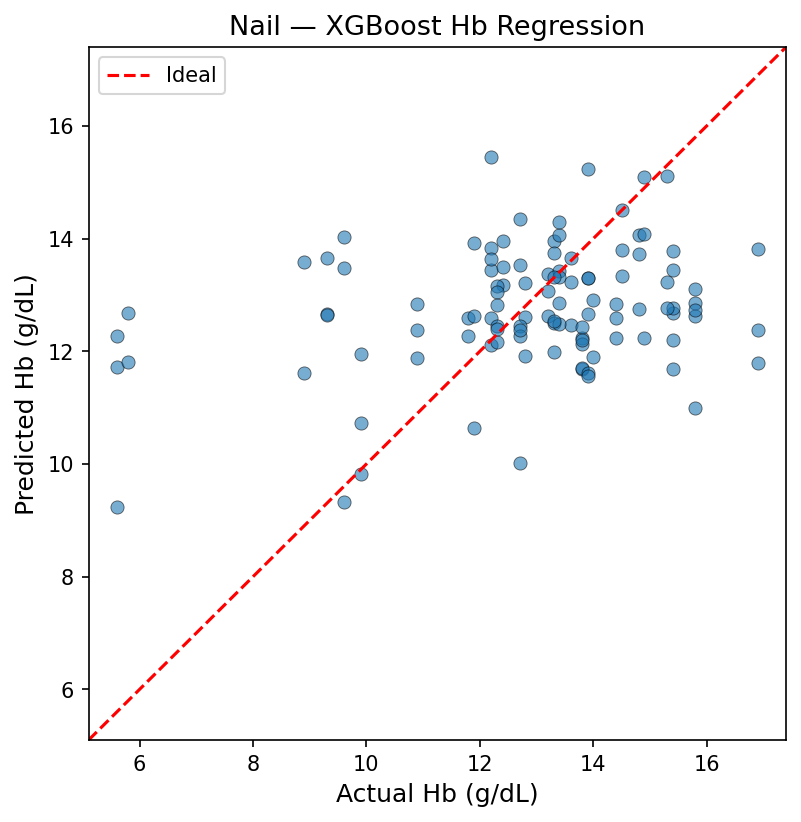 Nail — XGBoost Hb Regression
Ideal
Predicted Hb (g/dL)
16
14
12
10
8
6
6 8 10 12 14 16
Actual Hb (g/dL)